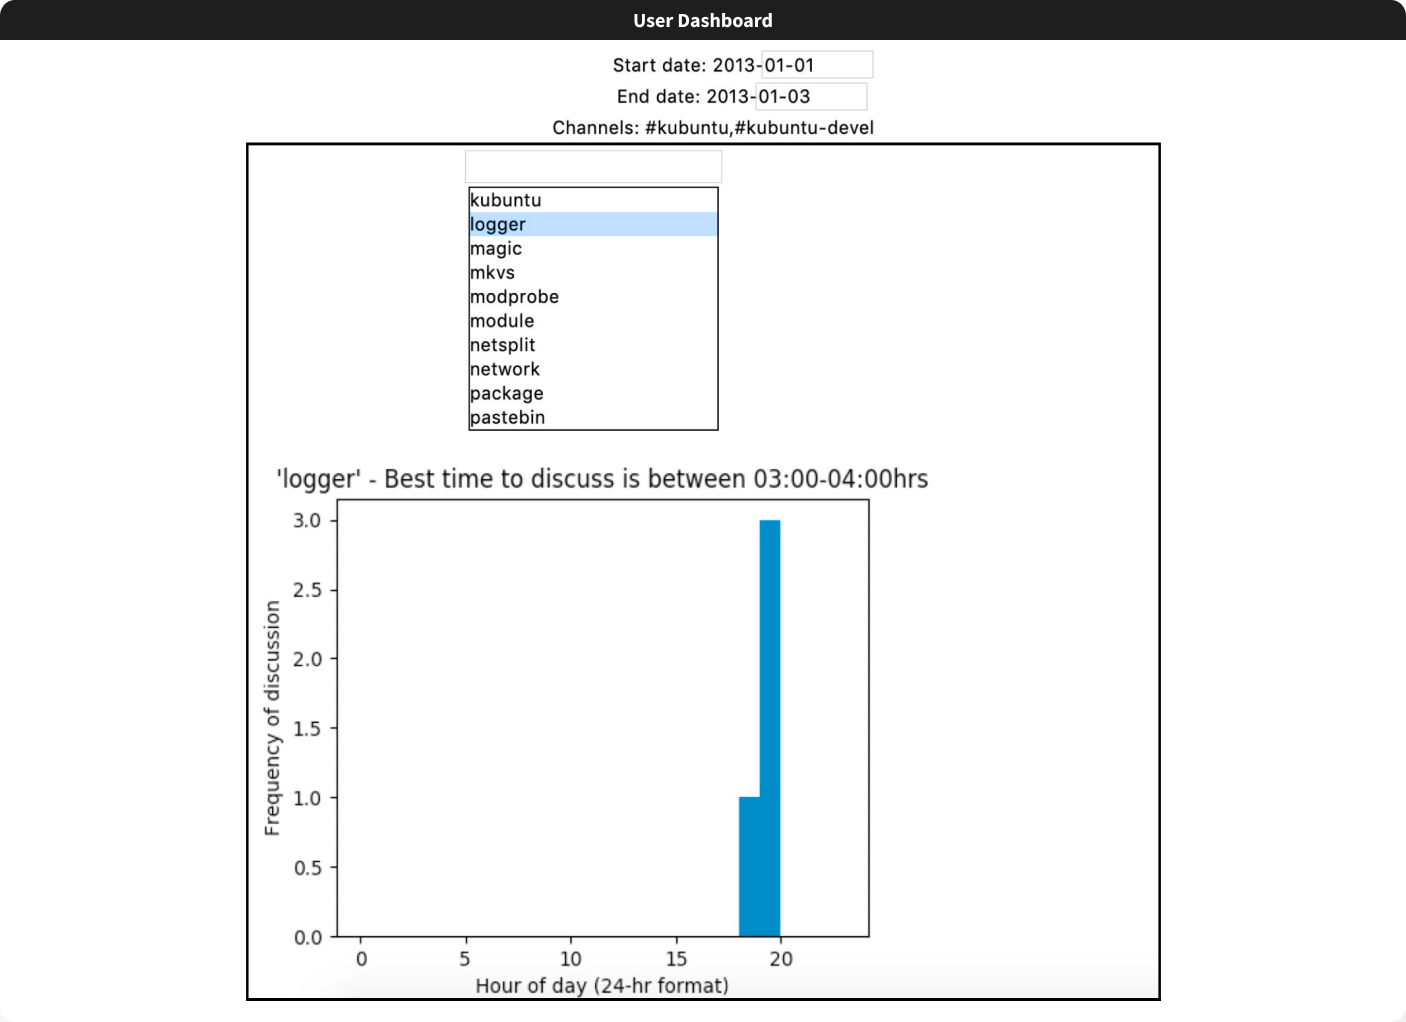 User Dashboard
Start date: 2013-01-01
End date: 2013-01-03
Channels: #kubuntu,#kubuntu-devel
kubuntu
logger
magic
mkvs
modprobe
module
netsplit
network
package
pastebin
'logger' - Best time to discuss is between 03:00-04:00hrs
3.0
2.5
2.0
1.5
1.0
0.5
0.0
Frequency of discussion
0 5 10 15 20
Hour of day (24-hr format)